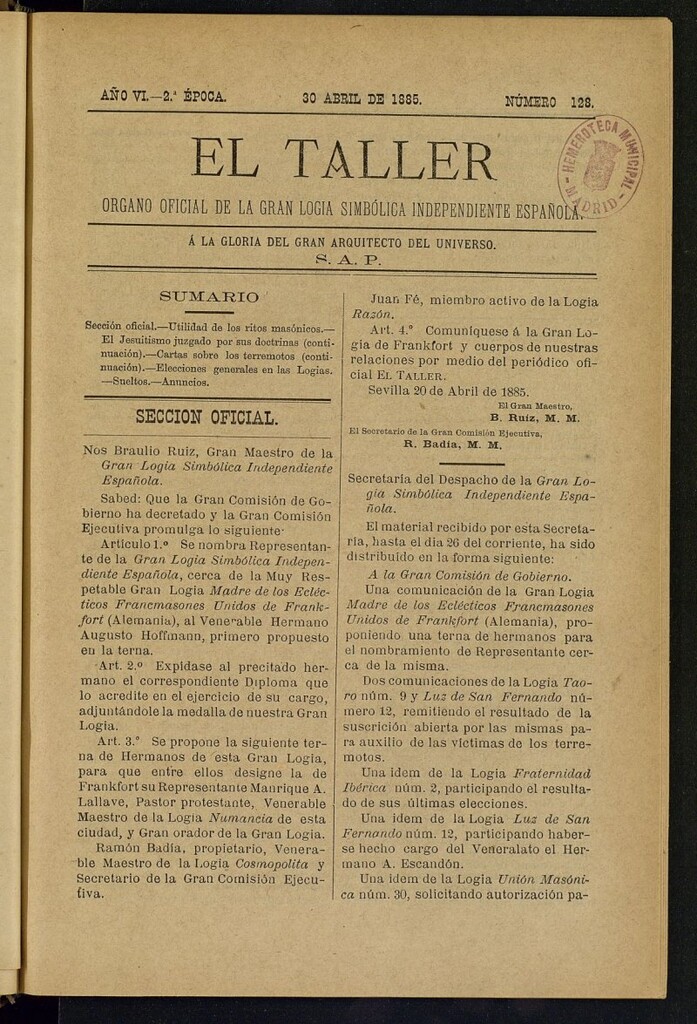 AÑO VI.—2.ª ÉPOCA. 30 ABRIL DE 1885. NÚMERO 128.
EL TALLER
HEMEROTECA MUNICIPAL
MADRID
ORGANO OFICIAL DE LA GRAN LOGIA SIMBÓLICA INDEPENDIENTE ESPAÑOLA.
Á LA GLORIA DEL GRAN ARQUITECTO DEL UNIVERSO.
S. A. P.
SUMARIO
Sección oficial.—Utilidad de los ritos masónicos.—
El Jesuitismo juzgado por sus doctrinas (conti-
nuación).—Cartas sobre los terremotos (conti-
nuación).—Elecciones generales en las Logias.
—Sueltos.—Anuncios.
SECCION OFICIAL.
Nos Braulio Ruiz, Gran Maestro de la
Gran Logia Simbólica Independiente
Española.
Sabed: Que la Gran Comisión de Go-
bierno ha decretado y la Gran Comisión
Ejecutiva promulga lo siguiente·
Artículo 1.º Se nombra Representan-
te de la Gran Logia Simbólica Indepen-
diente Española, cerca de la Muy Res-
petable Gran Logia Madre de los Eclec-
ticos Francmasones Unidos de Frank-
fort (Alemania), al Venerable Hermano
Augusto Hoffmann, primero propuesto
en la terna.
Art. 2.º Expídase al precitado her-
mano el correspondiente Diploma que
lo acredite en el ejercicio de su cargo,
adjuntándole la medalla de nuestra Gran
Logia.
Art. 3.º Se propone la siguiente ter-
na de Hermanos de esta Gran Logia,
para que entre ellos designe la de
Frankfort su Representante Manrique A.
Lallave, Pastor protestante, Venerable
Maestro de la Logia Numancia de esta
ciudad, y Gran orador de la Gran Logia.
Ramón Badía, propietario, Venera-
ble Maestro de la Logia Cosmopolita y
Secretario de la Gran Comisión Ejecu-
tiva.
Juan Fé, miembro activo de la Logia
Razón.
Art. 4.º Comuníquese á la Gran Lo-
gia de Frankfort y cuerpos de nuestras
relaciones por medio del periódico ofi-
cial EL TALLER.
Sevilla 20 de Abril de 1885.
El Gran Maestro,
B. Ruiz, M. M.
El Secretario de la Gran Comisión Ejecutiva,
R. Badía, M. M.
Secretaría del Despacho de la Gran Lo-
gia Simbólica Independiente Espa-
ñola.
El material recibido por esta Secreta-
ría, hasta el dia 26 del corriente, ha sido
distribuido en la forma siguiente:
A la Gran Comisión de Gobierno.
Una comunicación de la Gran Logia
Madre de los Eclécticos Francmasones
Unidos de Frankfort (Alemania), pro-
poniendo una terna de hermanos para
el nombramiento de Representante cer-
ca de la misma.
Dos comunicaciones de la Logia Tao-
ro núm. 9 y Luz de San Fernando nú-
mero 12, remitiendo el resultado de la
suscrición abierta por las mismas pa-
ra auxilio de las víctimas de los terre-
motos.
Una idem de la Logia Fraternidad
Ibérica núm. 2, participando el resulta-
do de sus últimas elecciones.
Una idem de la Logia Luz de San
Fernando núm. 12, participando haber-
se hecho cargo del Veneralato el Her-
mano A. Escandón.
Una idem de la Logia Unión Masóni-
ca núm. 30, solicitando autorización pa-